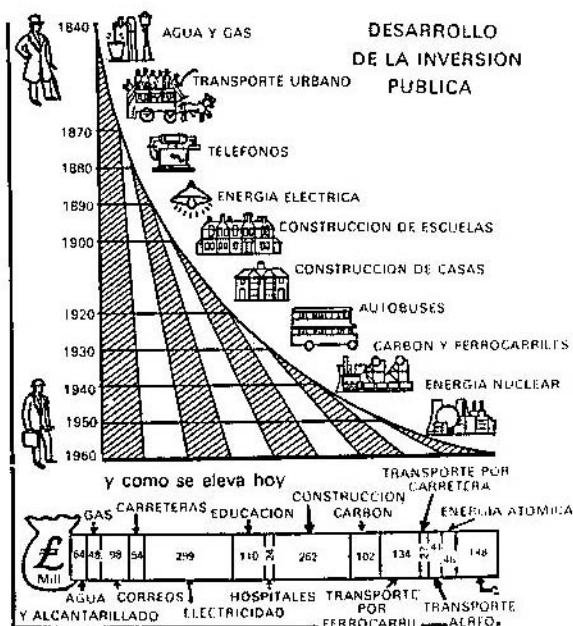 DESARROLLO
DE LA INVERSION
PUBLICA
1840
AGUA Y GAS
TRANSPORTE URBANO
1870
TELEFONOS
1880
ENERGIA ELECTRICA
1890
CONSTRUCCION DE ESCUELAS
1900
CONSTRUCCION DE CASAS
AUTOBUSES
1920
CARBON Y FERROCARRILES
1930
ENERGIA NUCLEAR
1940
1950
1960
y como se eleva hoy
TRANSPORTE POR
CARRETERA
CONSTRUCCION
GAS CARRETERAS EDUCACION CARBON ENERGIA ATOMICA
£
Mill
64 48 98 54 299 110 262 102 134 148
AGUA
Y ALCANTARILLADO
CORREOS
ELECTRICIDAD
HOSPITALES
TRANSPORTE
POR
FERROCARRIL
TRANSPORTE
AEREO